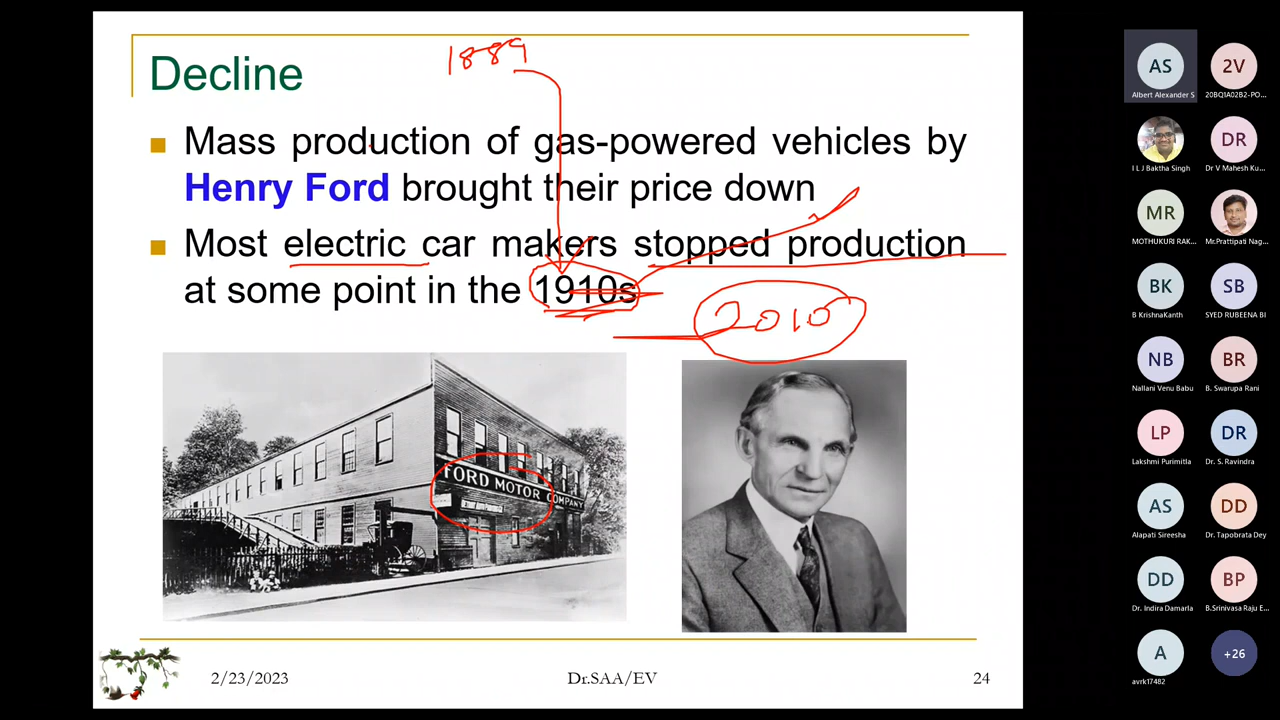 1889
Decline
Mass production of gas-powered vehicles by
Henry Ford brought their price down
Most electric car makers stopped production
at some point in the 1910s
2010
FORD MOTOR COMPANY
2/23/2023
Dr.SAA/EV
24
AS
Albert Alexander S
2V
20BQ1A02B2-PO...
I L J Baktha Singh
DR
Dr V Mahesh Ku...
MR
MOTHUKURI RAK...
Mr.Prattipati Nag...
BK
B KrishnaKanth
SB
SYED RUBEENA BI
NB
Nallani Venu Babu
BR
B. Swarupa Rani
LP
Lakshmi Purimitla
DR
Dr. S. Ravindra
AS
Alapati Sireesha
DD
Dr. Tapobrata Dey
DD
Dr. Indira Damarla
BP
B.Srinivasa Raju E...
A
avrk17482
+26